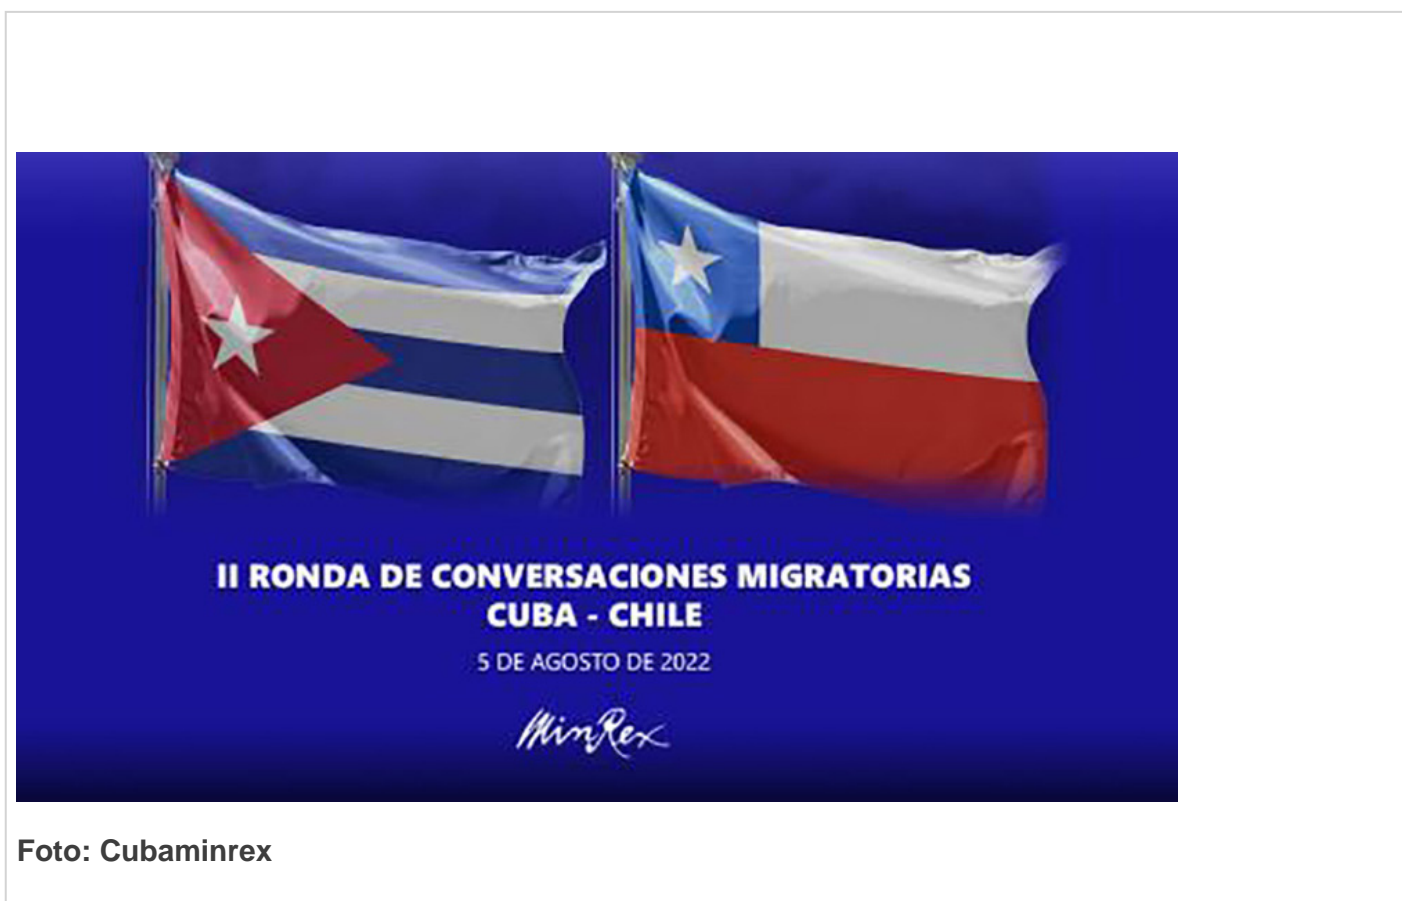 II RONDA DE CONVERSACIONES MIGRATORIAS
CUBA - CHILE
5 DE AGOSTO DE 2022
MinRex
Foto: Cubaminrex